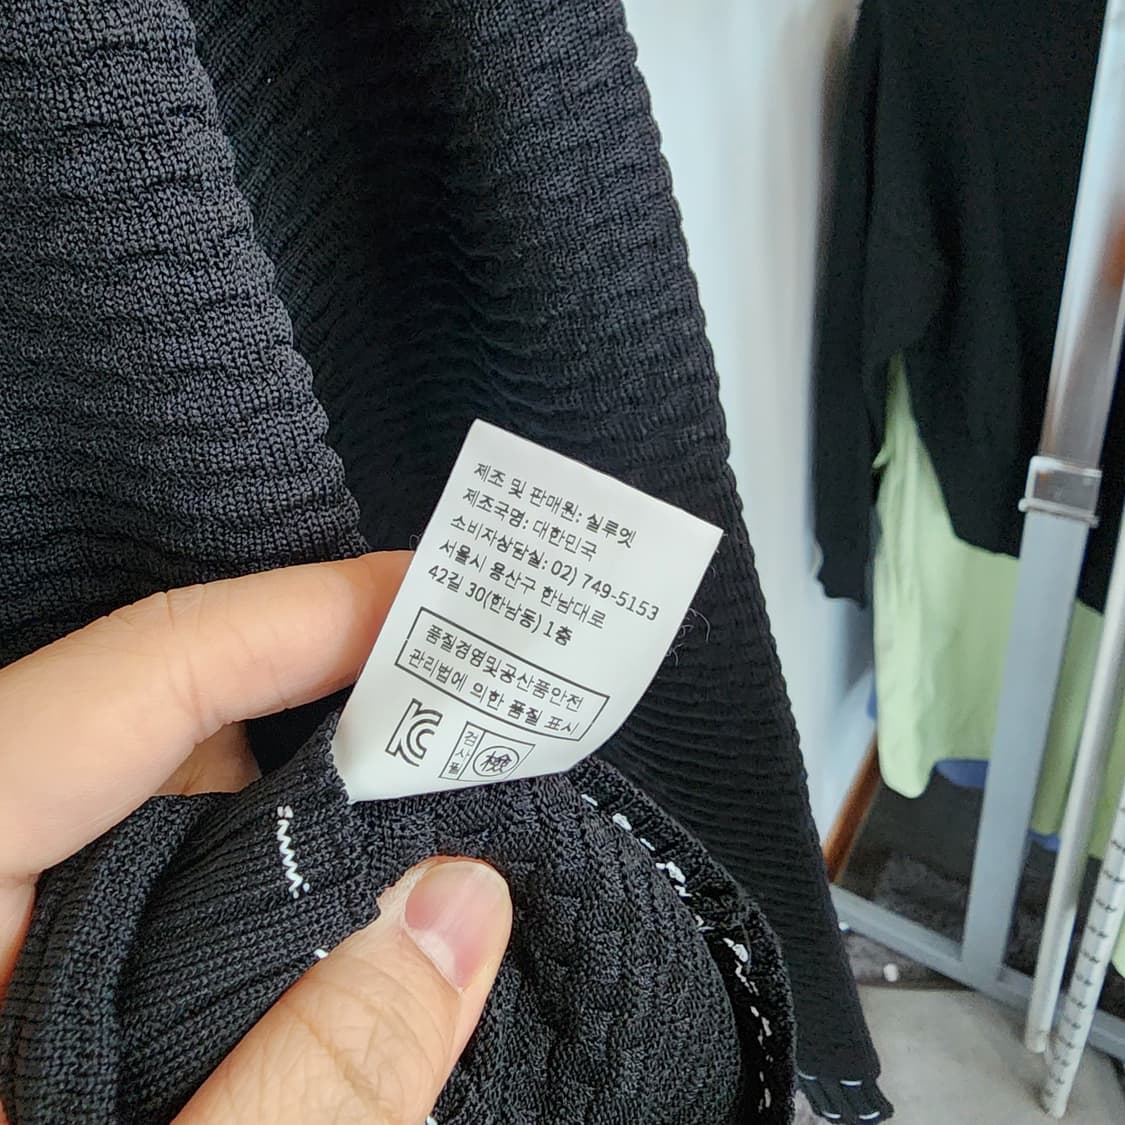 제조 및 판매원: 실루엣
제조국명: 대한민국
소비자상담실: 02) 749-5153
서울시 용산구 한남대로
42길 30(한남동) 1층
품질경영및공산품안전
관리법에 의한 품질 표시
KC
검사필
檢